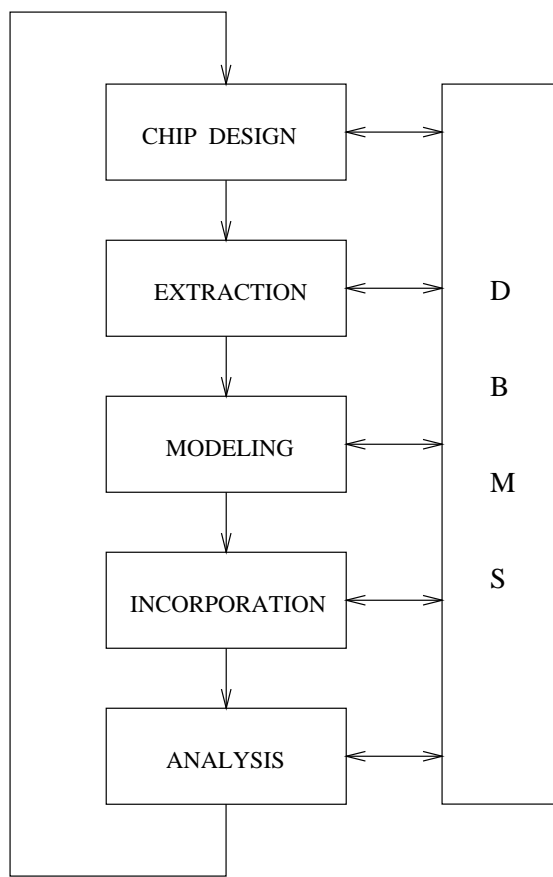 CHIP DESIGN
EXTRACTION
MODELING
INCORPORATION
ANALYSIS
D
B
M
S